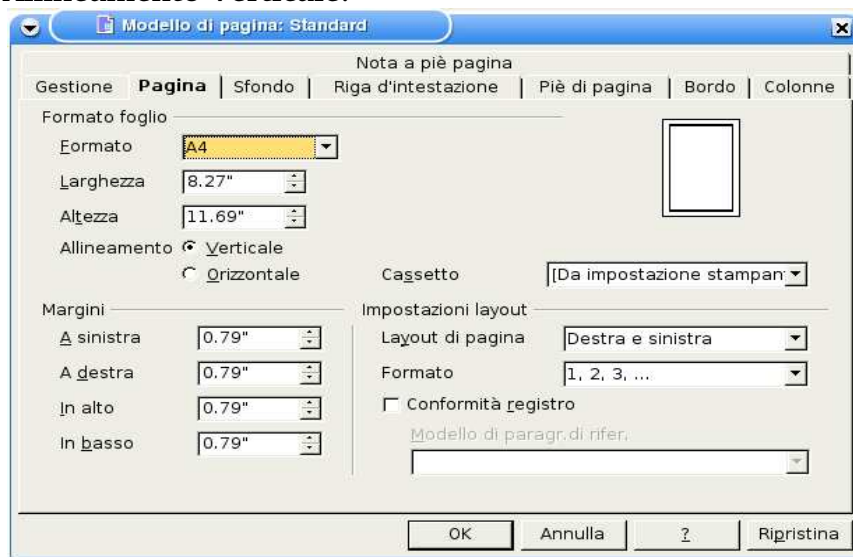 Modello di pagina: Standard
Nota a piè pagina
Gestione Pagina Sfondo Riga d'intestazione Piè di pagina Bordo Colonne
Formato foglio
Formato A4
Larghezza 8.27"
Altezza 11.69"
Allineamento Verticale
Orizzontale Cassetto [Da impostazione stampan
Margini Impostazioni layout
A sinistra 0.79" Layout di pagina Destra e sinistra
A destra 0.79" Formato 1, 2, 3, ...
In alto 0.79" Conformità registro
Modello di paragr.di rifer.
In basso 0.79"
OK Annulla ? Ripristina